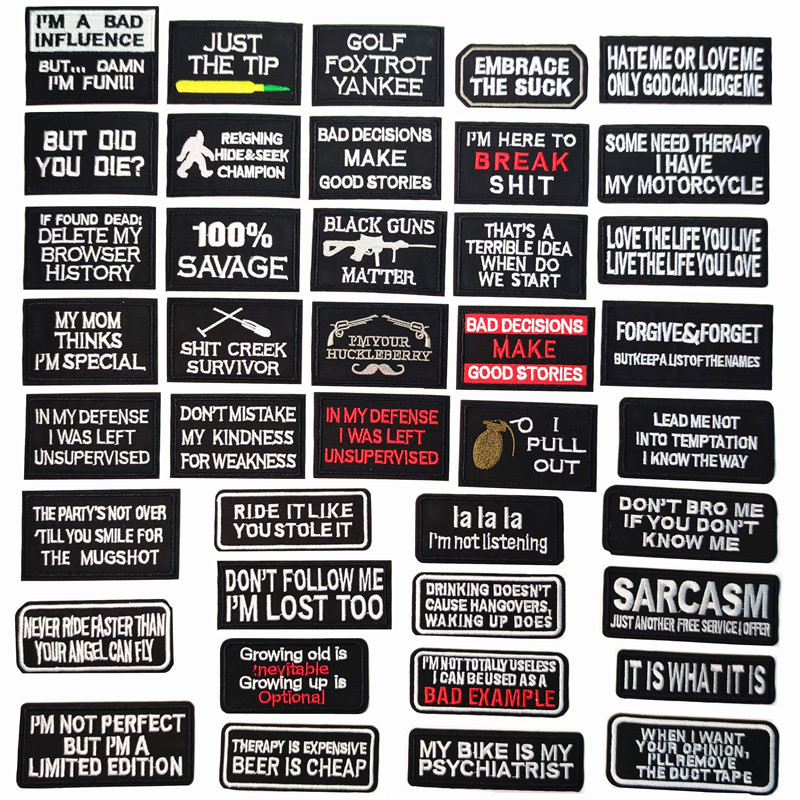 I'M A BAD
INFLUENCE
BUT... DAMN
I'M FUN!!!
JUST
THE TIP
GOLF
FOXTROT
YANKEE
EMBRACE
THE SUCK
HATE ME OR LOVE ME
ONLY GOD CAN JUDGE ME
BUT DID
YOU DIE?
REIGNING
HIDE&SEEK
CHAMPION
BAD DECISIONS
MAKE
GOOD STORIES
I'M HERE TO
BREAK
SHIT
SOME NEED THERAPY
I HAVE
MY MOTORCYCLE
IF FOUND DEAD:
DELETE MY
BROWSER
HISTORY
100%
SAVAGE
BLACK GUNS
MATTER
THAT'S A
TERRIBLE IDEA
WHEN DO
WE START
LOVE THE LIFE YOU LIVE
LIVE THE LIFE YOU LOVE
MY MOM
THINKS
I'M SPECIAL
SHIT CREEK
SURVIVOR
I'M YOUR
HUCKLEBERRY
BAD DECISIONS
MAKE
GOOD STORIES
FORGIVE&FORGET
BUT KEEP A LIST OF THE NAMES
IN MY DEFENSE
I WAS LEFT
UNSUPERVISED
DON'T MISTAKE
MY KINDNESS
FOR WEAKNESS
IN MY DEFENSE
I WAS LEFT
UNSUPERVISED
I
PULL
OUT
LEAD ME NOT
INTO TEMPTATION
I KNOW THE WAY
THE PARTY'S NOT OVER
'TILL YOU SMILE FOR
THE MUGSHOT
RIDE IT LIKE
YOU STOLE IT
la la la
I'm not listening
DON'T BRO ME
IF YOU DON'T
KNOW ME
DON'T FOLLOW ME
I'M LOST TOO
DRINKING DOESN'T
CAUSE HANGOVERS,
WAKING UP DOES
SARCASM
JUST ANOTHER FREE SERVICE I OFFER
NEVER RIDE FASTER THAN
YOUR ANGEL CAN FLY
Growing old is
Inevitable
Growing up is
Optional
I'M NOT TOTALLY USELESS
I CAN BE USED AS A
BAD EXAMPLE
IT IS WHAT IT IS
I'M NOT PERFECT
BUT I'M A
LIMITED EDITION
THERAPY IS EXPENSIVE
BEER IS CHEAP
MY BIKE IS MY
PSYCHIATRIST
WHEN I WANT
YOUR OPINION,
I'LL REMOVE
THE DUCT TAPE